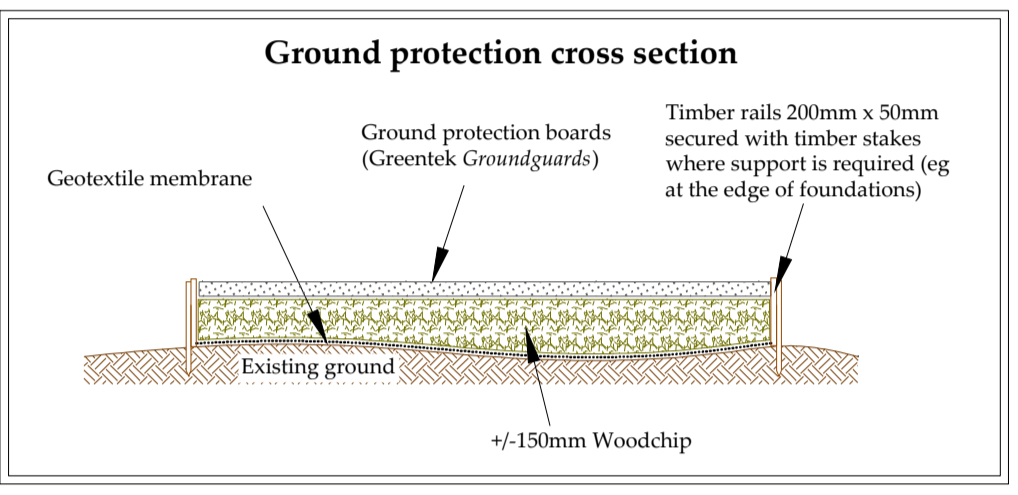 Ground protection cross section
Timber rails 200mm x 50mm
secured with timber stakes
where support is required (eg
at the edge of foundations)
Ground protection boards
(Greentek Groundguards)
Geotextile membrane
Existing ground
+/-150mm Woodchip